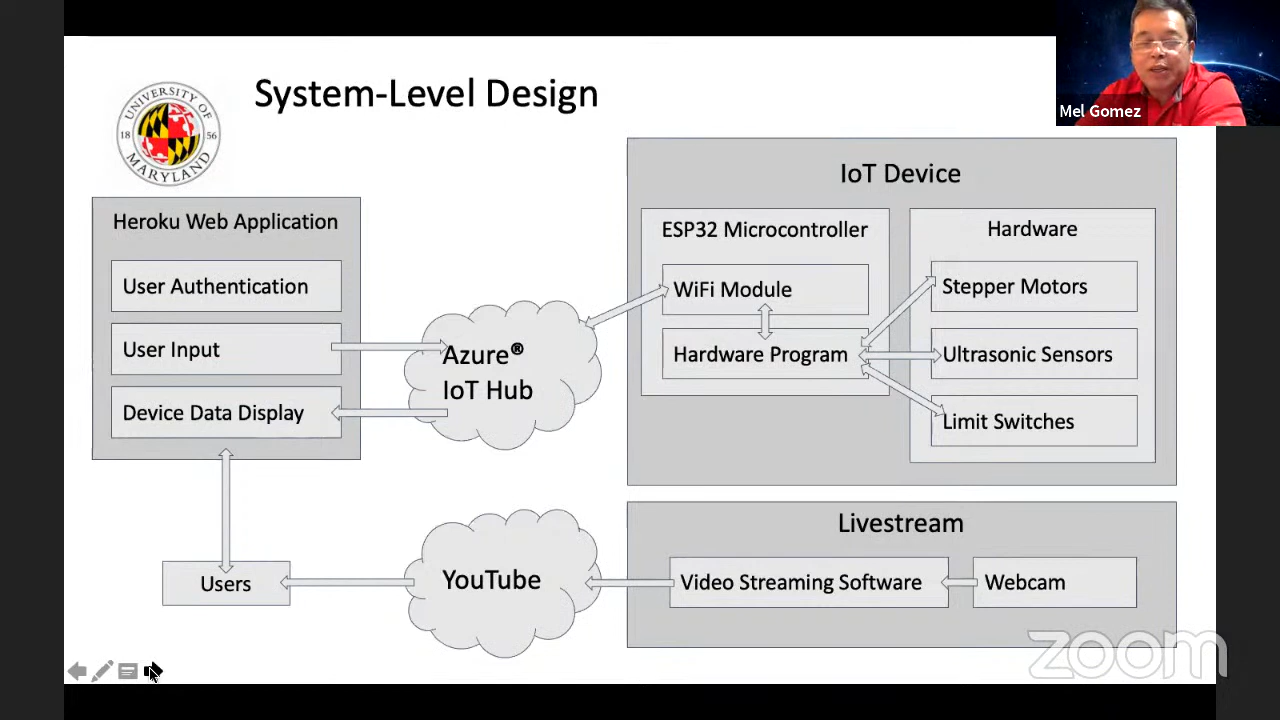 System-Level Design
UNIVERSITY OF
18 56
MARYLAND
Mel Gomez
Heroku Web Application
User Authentication
User Input
Device Data Display
Azure®
IoT Hub
IoT Device
ESP32 Microcontroller
WiFi Module
Hardware Program
Hardware
Stepper Motors
Ultrasonic Sensors
Limit Switches
Users
YouTube
Livestream
Video Streaming Software
Webcam
zoom